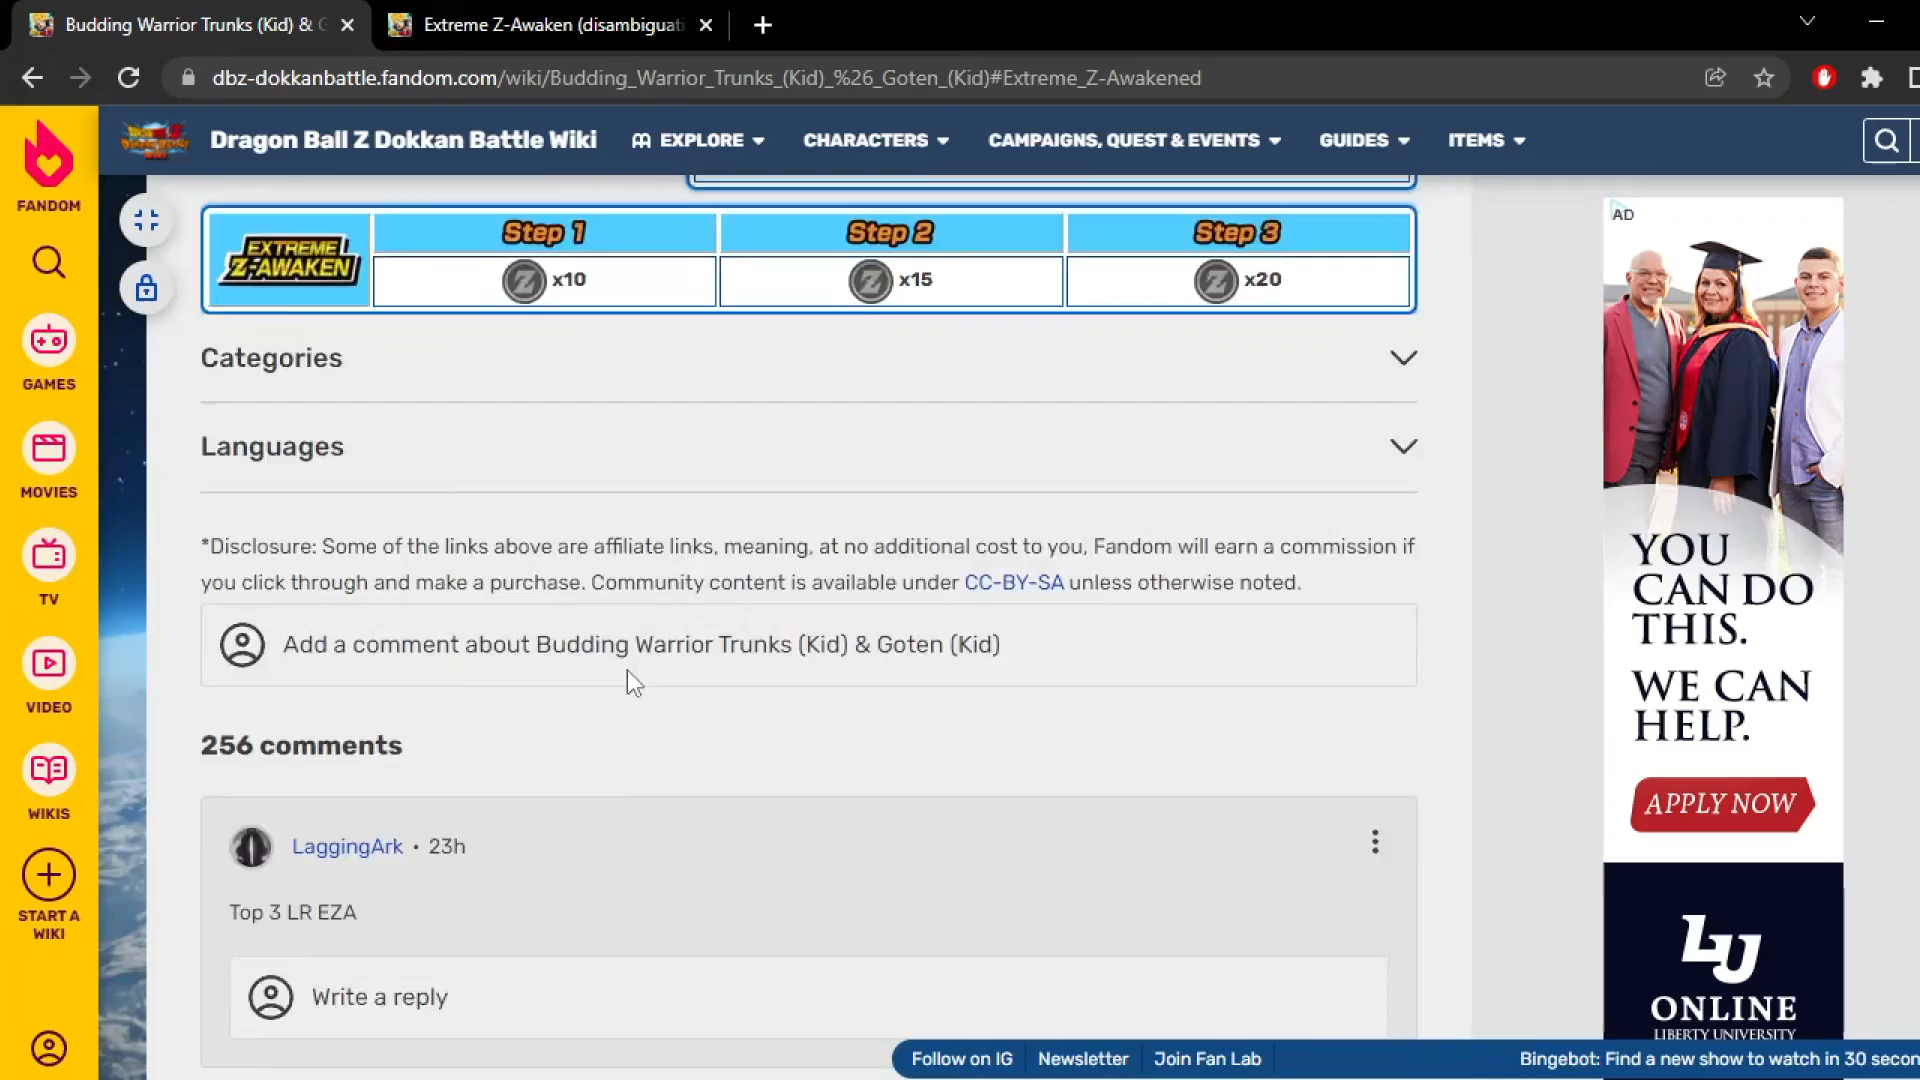 Budding Warrior Trunks (Kid) & G
Extreme Z-Awaken (disambiguati
dbz-dokkanbattle.fandom.com/wiki/Budding_Warrior_Trunks_(Kid)_%26_Goten_(Kid)#Extreme_Z-Awakened
Dragon Ball Z Dokkan Battle Wiki
EXPLORE
CHARACTERS
CAMPAIGNS, QUEST & EVENTS
GUIDES
ITEMS
FANDOM
GAMES
MOVIES
TV
VIDEO
WIKIS
START A
WIKI
EXTREME
Z-AWAKEN
Step 1
Step 2
Step 3
Z x10
Z x15
Z x20
Categories
Languages
*Disclosure: Some of the links above are affiliate links, meaning, at no additional cost to you, Fandom will earn a commission if
you click through and make a purchase. Community content is available under CC-BY-SA unless otherwise noted.
Add a comment about Budding Warrior Trunks (Kid) & Goten (Kid)
256 comments
LaggingArk • 23h
Top 3 LR EZA
Write a reply
AD
YOU
CAN DO
THIS.
WE CAN
HELP.
APPLY NOW
LU
ONLINE
LIBERTY UNIVERSITY
Follow on IG
Newsletter
Join Fan Lab
Bingebot: Find a new show to watch in 30 secon